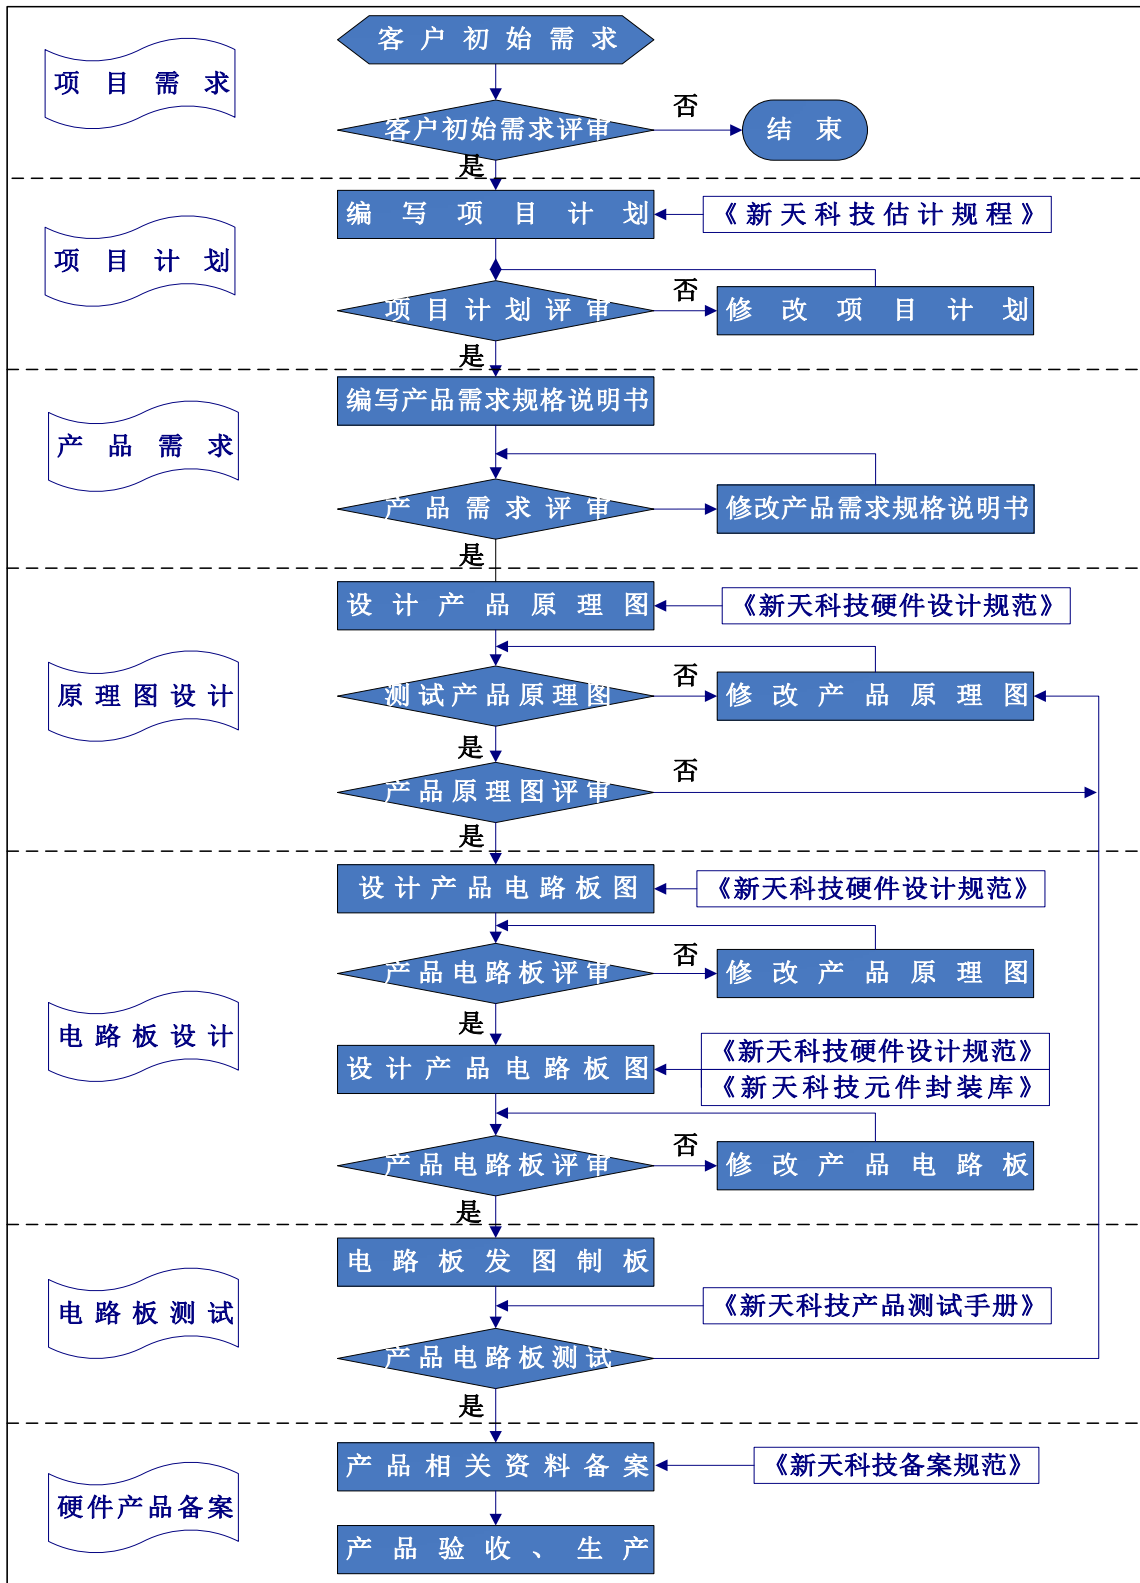 客户初始需求
项目需求
否
客户初始需求评审
结束
是
编写项目计划
《新天科技估计规程》
项目计划
否
项目计划评审
修改项目计划
是
编写产品需求规格说明书
产品需求
产品需求评审
修改产品需求规格说明书
是
设计产品原理图
《新天科技硬件设计规范》
否
原理图设计
测试产品原理图
修改产品原理图
是
否
产品原理图评审
是
设计产品电路板图
《新天科技硬件设计规范》
否
产品电路板评审
修改产品原理图
是
电路板设计
《新天科技硬件设计规范》
设计产品电路板图
《新天科技元件封装库》
否
产品电路板评审
修改产品电路板
是
电路板发图制板
电路板测试
《新天科技产品测试手册》
产品电路板测试
是
产品相关资料备案
《新天科技备案规范》
硬件产品备案
产品验收、生产